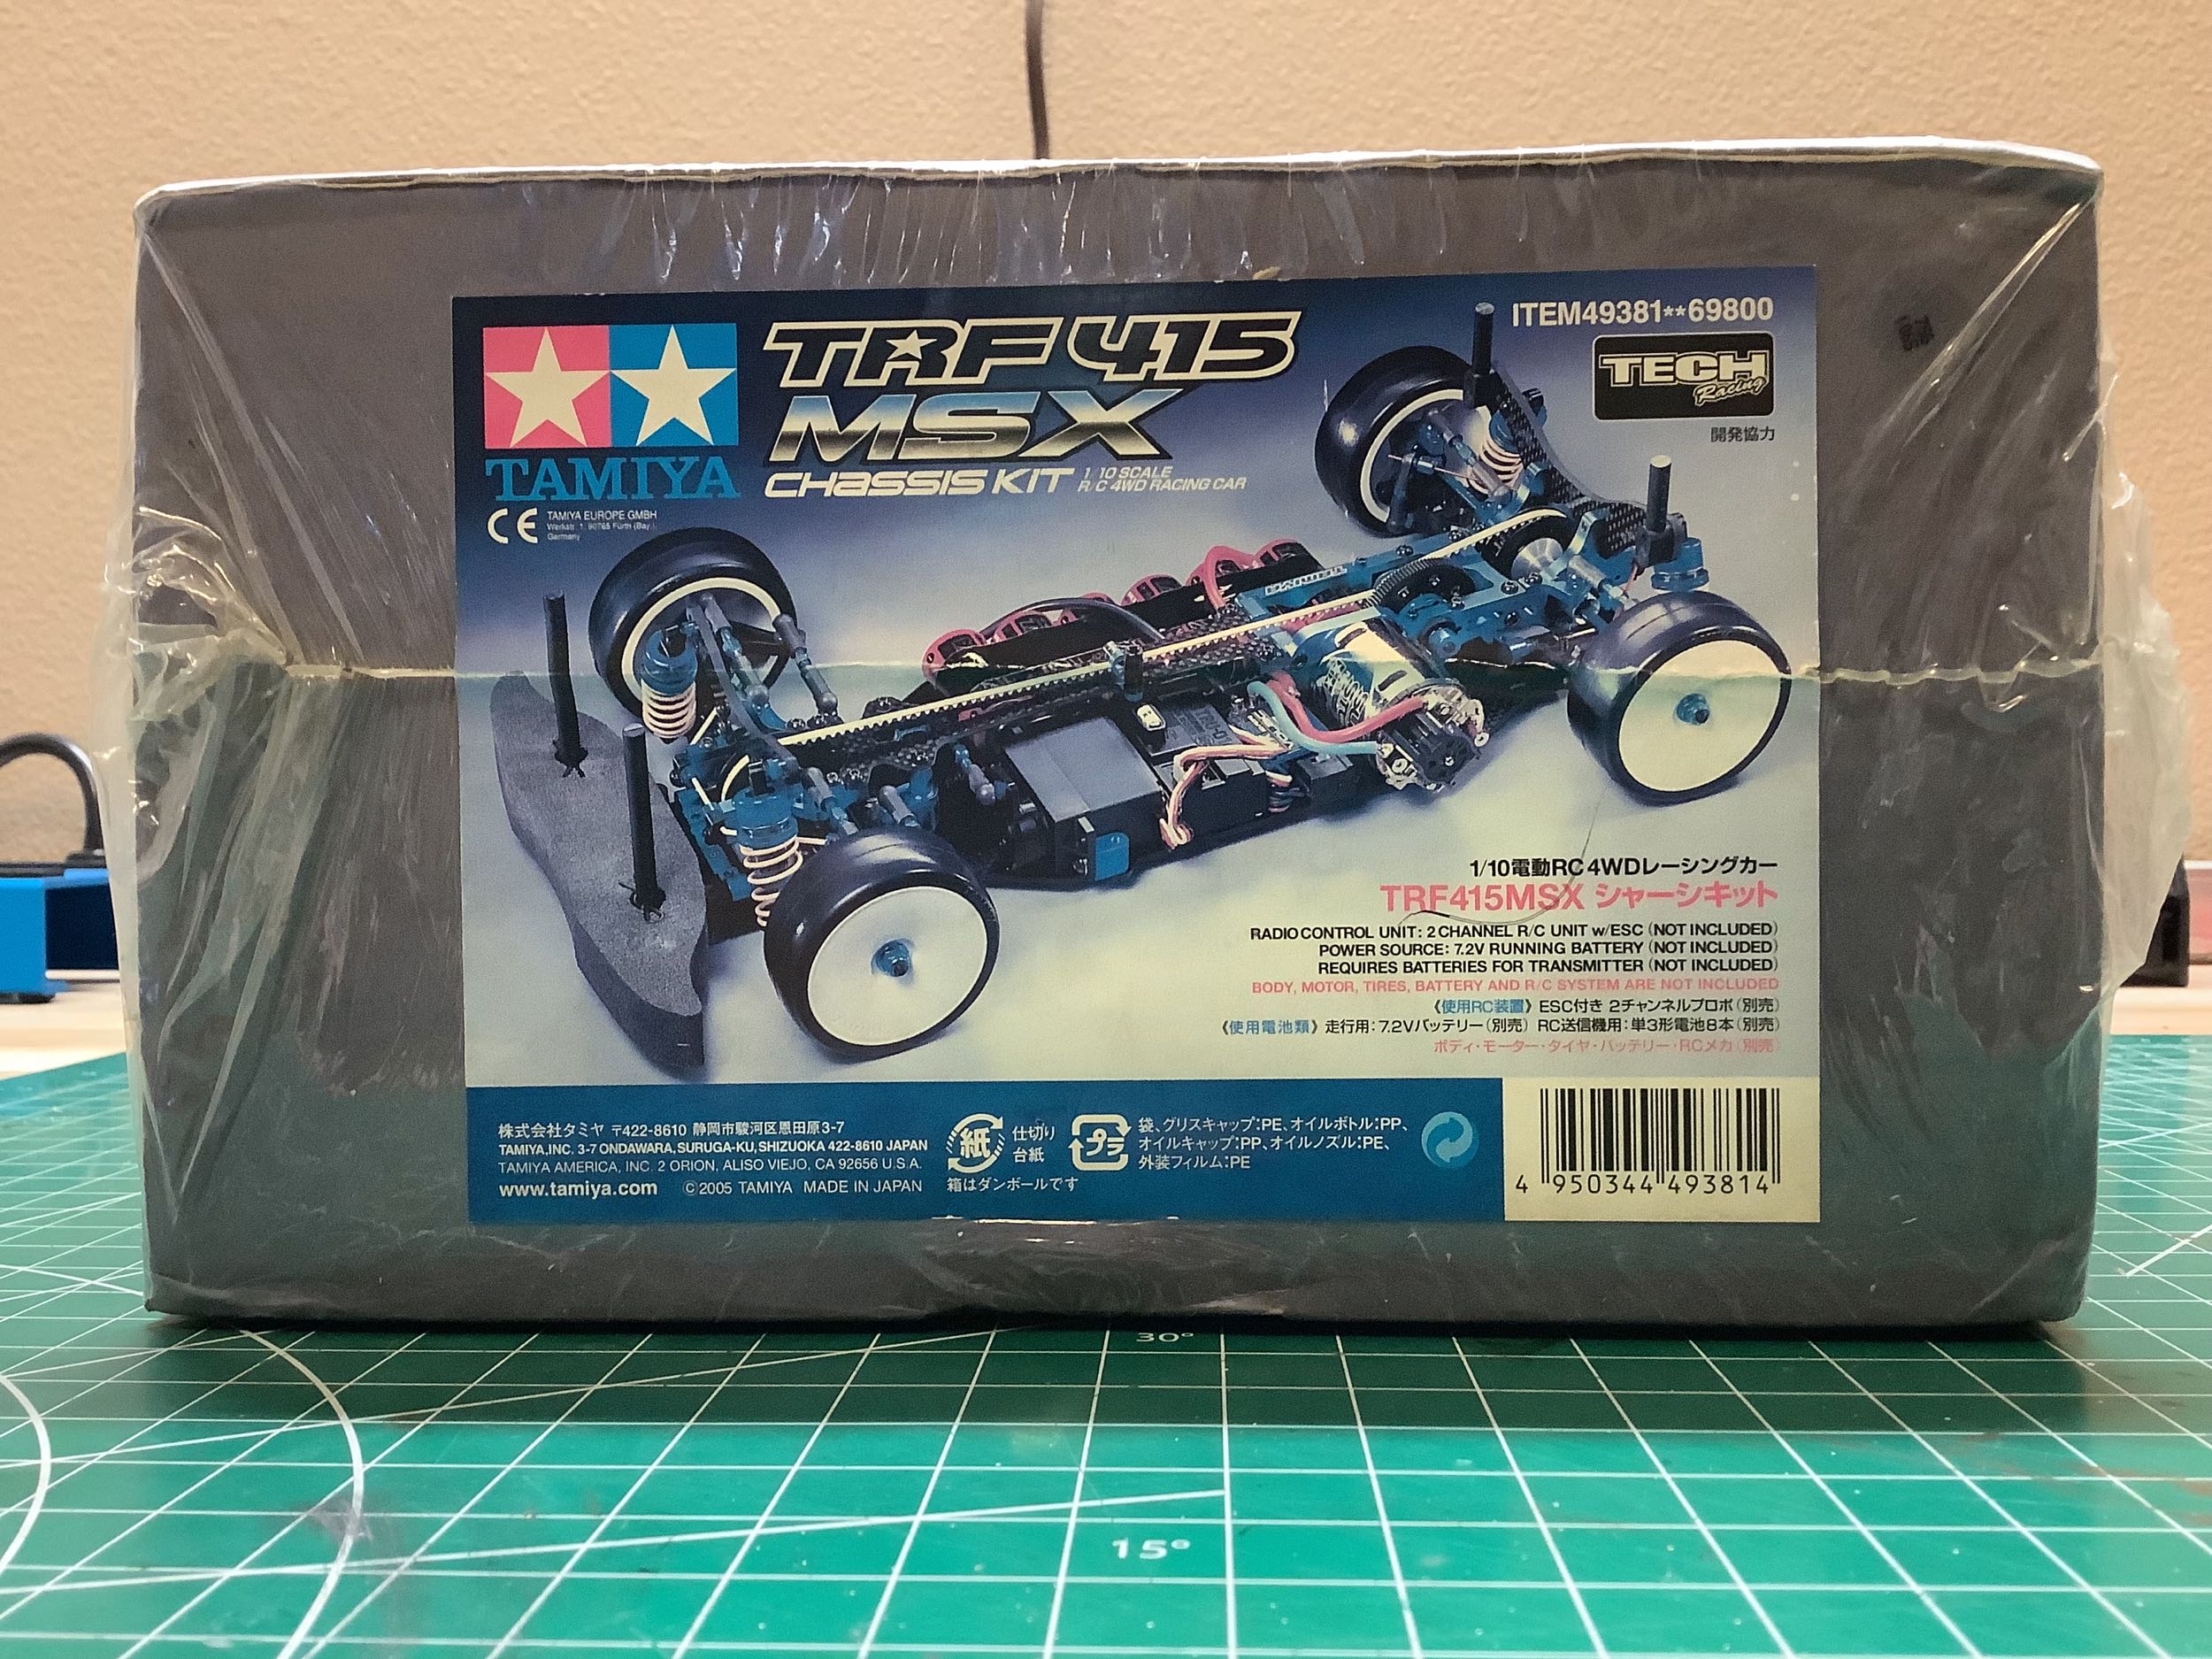 TRF 415
MSX
CHASSIS KIT
1/10 SCALE
R/C 4WD RACING CAR
ITEM49381**69800
TECH
Racing
開発協力
TAMIYA
CE
TAMIYA EUROPE GMBH
Werkstr. 1, 90765 Fürth (Bay.)
Germany
1/10電動RC4WDレーシングカー
TRF415MSX シャーシキット
RADIO CONTROL UNIT: 2 CHANNEL R/C UNIT w/ESC (NOT INCLUDED)
POWER SOURCE: 7.2V RUNNING BATTERY (NOT INCLUDED)
REQUIRES BATTERIES FOR TRANSMITTER (NOT INCLUDED)
BODY, MOTOR, TIRES, BATTERY AND R/C SYSTEM ARE NOT INCLUDED
《使用RC装置》 ESC付き 2チャンネルプロポ(別売)
《使用電池類》 走行用:7.2Vバッテリー(別売) RC送信機用:単3形電池8本(別売)
ボディ・モーター・タイヤ・バッテリー・RCメカ(別売)
株式会社タミヤ 〒422-8610 静岡市駿河区恩田原3-7
TAMIYA,INC. 3-7 ONDAWARA, SURUGA-KU, SHIZUOKA 422-8610 JAPAN
TAMIYA AMERICA, INC. 2 ORION, ALISO VIEJO, CA 92656 U.S.A.
www.tamiya.com ©2005 TAMIYA MADE IN JAPAN
紙
仕切り
台紙
箱はダンボールです
プラ
袋、グリスキャップ:PE、オイルボトル:PP、
オイルキャップ:PP、オイルノズル:PE、
外装フィルム:PE
4 950344 493814
30°
15°